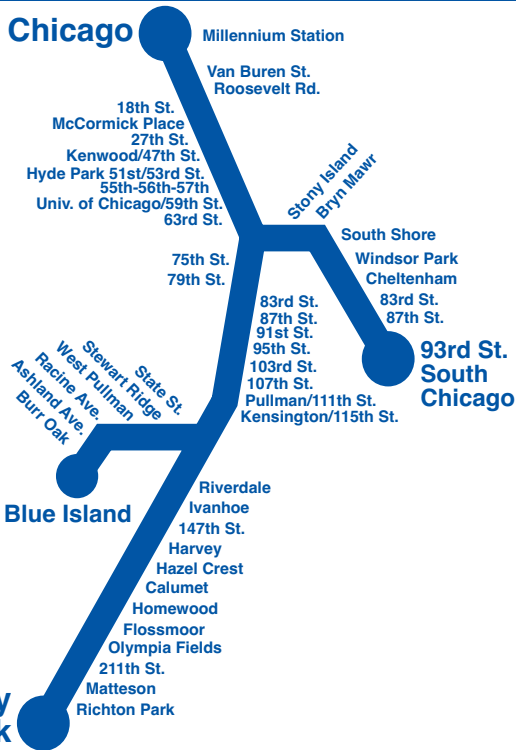 Chicago
Millennium Station
Van Buren St.
Roosevelt Rd.
18th St.
McCormick Place
27th St.
Kenwood/47th St.
Hyde Park 51st/53rd St.
55th-56th-57th
Univ. of Chicago/59th St.
63rd St.
Stony Island
Bryn Mawr
South Shore
Windsor Park
Cheltenham
83rd St.
87th St.
93rd St.
South
Chicago
75th St.
79th St.
83rd St.
87th St.
91st St.
95th St.
103rd St.
107th St.
Pullman/111th St.
Kensington/115th St.
State St.
Stewart Ridge
West Pullman
Racine Ave.
Ashland Ave.
Burr Oak
Blue Island
Riverdale
Ivanhoe
147th St.
Harvey
Hazel Crest
Calumet
Homewood
Flossmoor
Olympia Fields
211th St.
Matteson
Richton Park
y
k